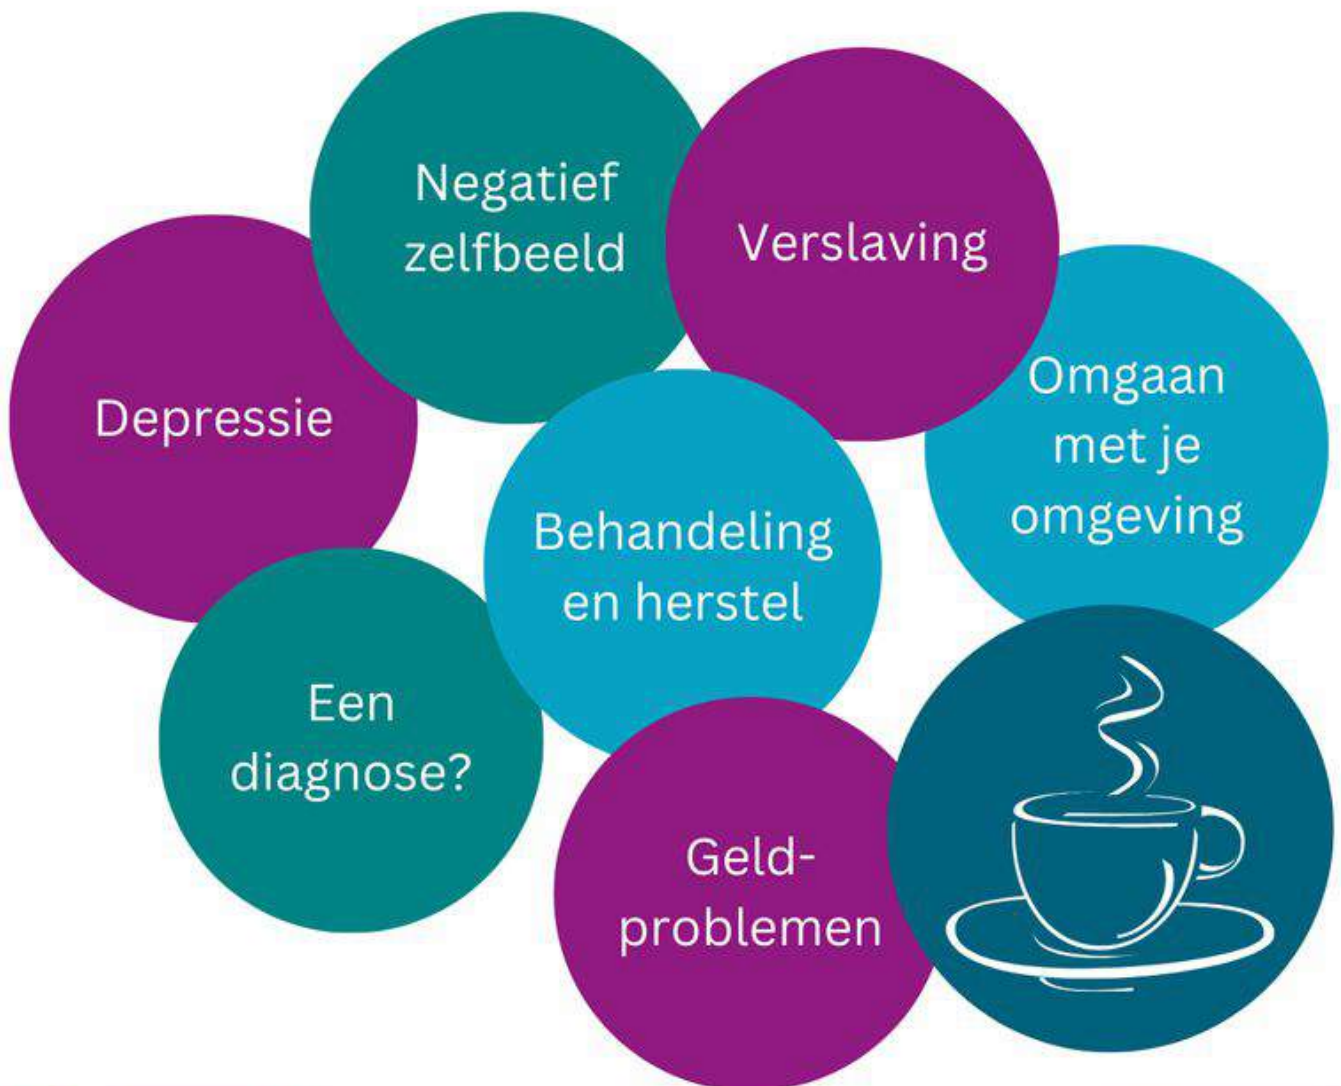 Negatief
zelfbeeld
Verslaving
Depressie
Omgaan
met je
omgeving
Behandeling
en herstel
Een
diagnose?
Geld-
problemen